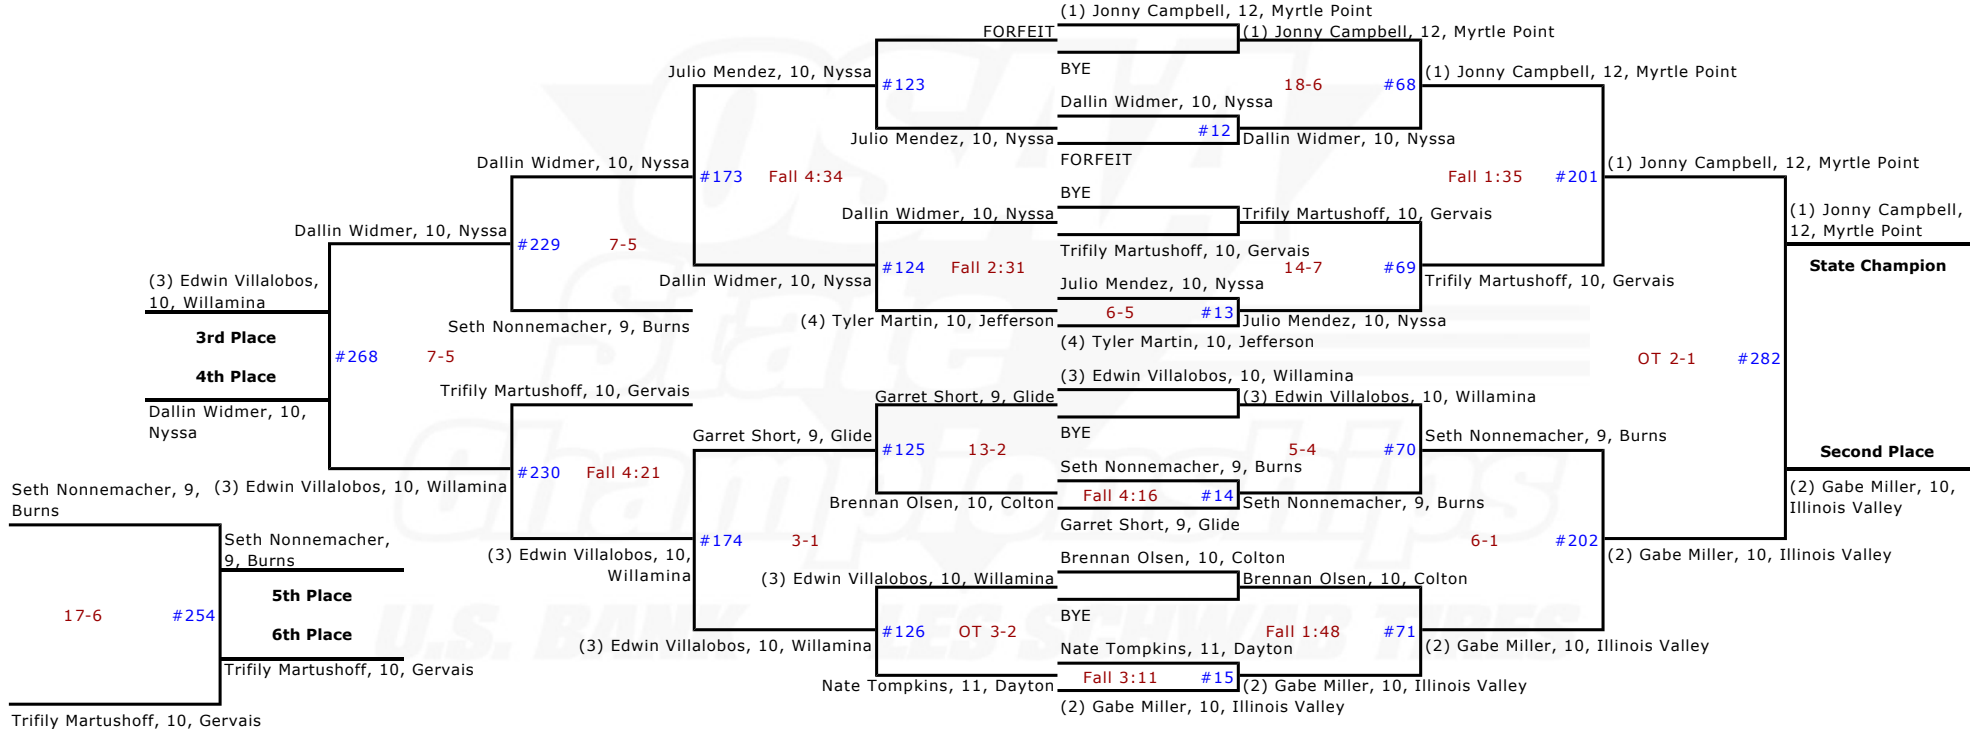 (1) Jonny Campbell, 12, Myrtle Point
FORFEIT
(1) Jonny Campbell, 12, Myrtle Point
Julio Mendez, 10, Nyssa
#123
BYE
18-6 #68
(1) Jonny Campbell, 12, Myrtle Point
Dallin Widmer, 10, Nyssa
#12
Julio Mendez, 10, Nyssa
Dallin Widmer, 10, Nyssa
FORFEIT
Dallin Widmer, 10, Nyssa
#173 Fall 4:34
Fall 1:35 #201
(1) Jonny Campbell, 12, Myrtle Point
BYE
Dallin Widmer, 10, Nyssa
Trifily Martushoff, 10, Gervais
(1) Jonny Campbell,
12, Myrtle Point
State Champion
Dallin Widmer, 10, Nyssa
#229 7-5
Trifily Martushoff, 10, Gervais
#124 Fall 2:31
14-7 #69
Dallin Widmer, 10, Nyssa
Trifily Martushoff, 10, Gervais
(3) Edwin Villalobos,
10, Willamina
Julio Mendez, 10, Nyssa
6-5 #13
Seth Nonnemacher, 9, Burns
(4) Tyler Martin, 10, Jefferson
Julio Mendez, 10, Nyssa
3rd Place
(4) Tyler Martin, 10, Jefferson
#268 7-5
OT 2-1 #282
4th Place
(3) Edwin Villalobos, 10, Willamina
Trifily Martushoff, 10, Gervais
Garret Short, 9, Glide
(3) Edwin Villalobos, 10, Willamina
Dallin Widmer, 10,
Nyssa
BYE
Garret Short, 9, Glide
#125 13-2
5-4 #70
Seth Nonnemacher, 9, Burns
Second Place
#230 Fall 4:21
Seth Nonnemacher, 9, Burns
Seth Nonnemacher, 9,
Burns
(3) Edwin Villalobos, 10, Willamina
Fall 4:16 #14
(2) Gabe Miller, 10,
Illinois Valley
Brennan Olsen, 10, Colton
Seth Nonnemacher, 9, Burns
Garret Short, 9, Glide
Seth Nonnemacher,
9, Burns
#174 3-1
6-1 #202
(3) Edwin Villalobos, 10,
Willamina
Brennan Olsen, 10, Colton
(2) Gabe Miller, 10, Illinois Valley
(3) Edwin Villalobos, 10, Willamina
Brennan Olsen, 10, Colton
5th Place
17-6 #254
BYE
6th Place
#126 OT 3-2
Fall 1:48 #71
(3) Edwin Villalobos, 10, Willamina
Nate Tompkins, 11, Dayton
(2) Gabe Miller, 10, Illinois Valley
Trifily Martushoff, 10, Gervais
Fall 3:11 #15
Nate Tompkins, 11, Dayton
(2) Gabe Miller, 10, Illinois Valley
(2) Gabe Miller, 10, Illinois Valley
Trifily Martushoff, 10, Gervais
OSAA
State
Championships
U.S. BANK LES SCHWAB TIRES